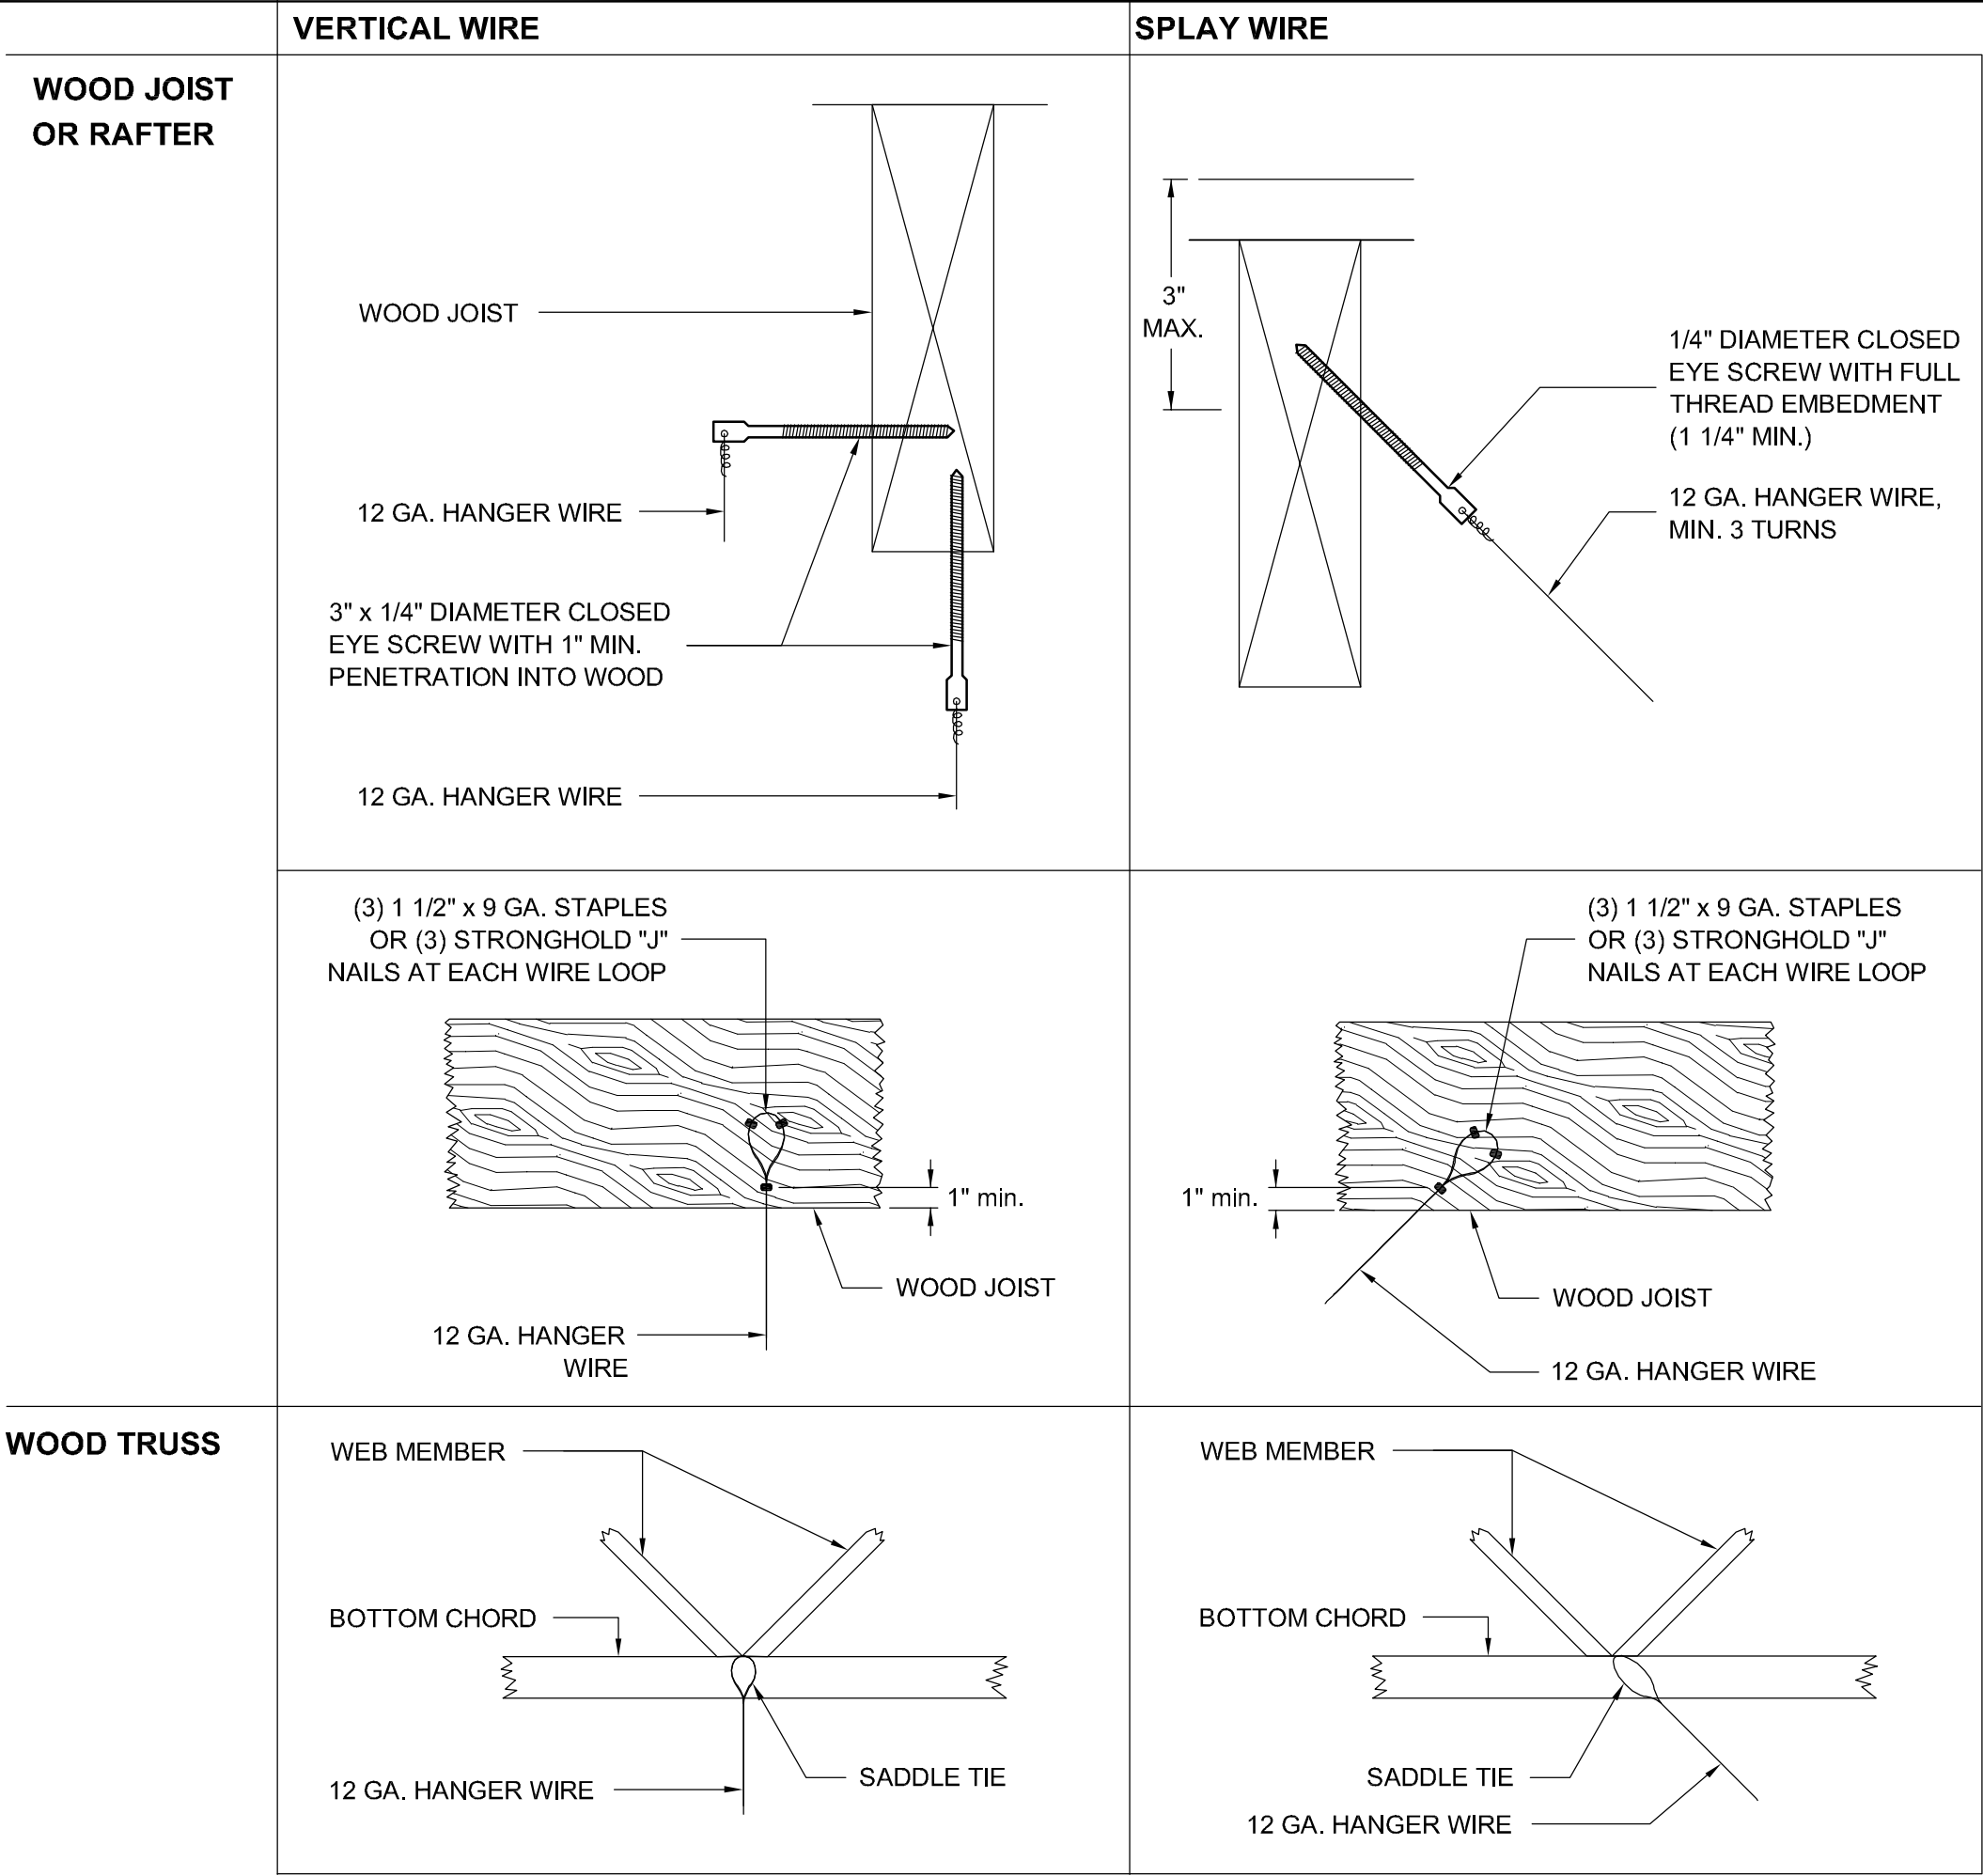 VERTICAL WIRE
SPLAY WIRE
WOOD JOIST
OR RAFTER
WOOD JOIST
12 GA. HANGER WIRE
3" x 1/4" DIAMETER CLOSED
EYE SCREW WITH 1" MIN.
PENETRATION INTO WOOD
12 GA. HANGER WIRE
3"
MAX.
1/4" DIAMETER CLOSED
EYE SCREW WITH FULL
THREAD EMBEDMENT
(1 1/4" MIN.)
12 GA. HANGER WIRE,
MIN. 3 TURNS
(3) 1 1/2" x 9 GA. STAPLES
OR (3) STRONGHOLD "J"
NAILS AT EACH WIRE LOOP
1" min.
WOOD JOIST
12 GA. HANGER
WIRE
(3) 1 1/2" x 9 GA. STAPLES
OR (3) STRONGHOLD "J"
NAILS AT EACH WIRE LOOP
1" min.
WOOD JOIST
12 GA. HANGER WIRE
WOOD TRUSS
WEB MEMBER
BOTTOM CHORD
SADDLE TIE
12 GA. HANGER WIRE
WEB MEMBER
BOTTOM CHORD
SADDLE TIE
12 GA. HANGER WIRE